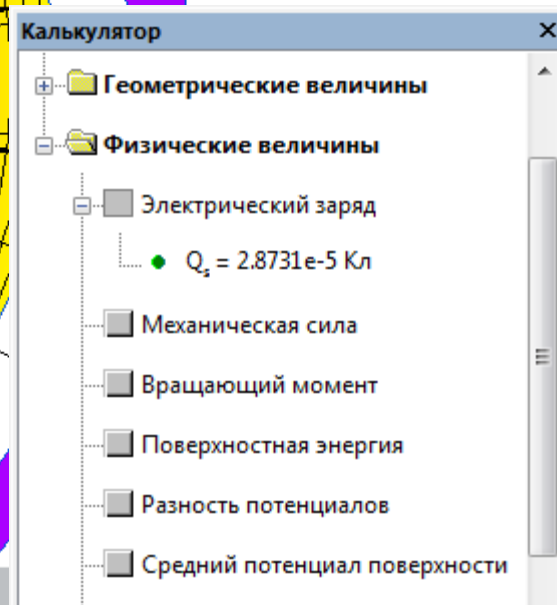 Калькулятор
Геометрические величины
Физические величины
Электрический заряд
Qs = 2.8731e-5 Кл
Механическая сила
Вращающий момент
Поверхностная энергия
Разность потенциалов
Средний потенциал поверхности